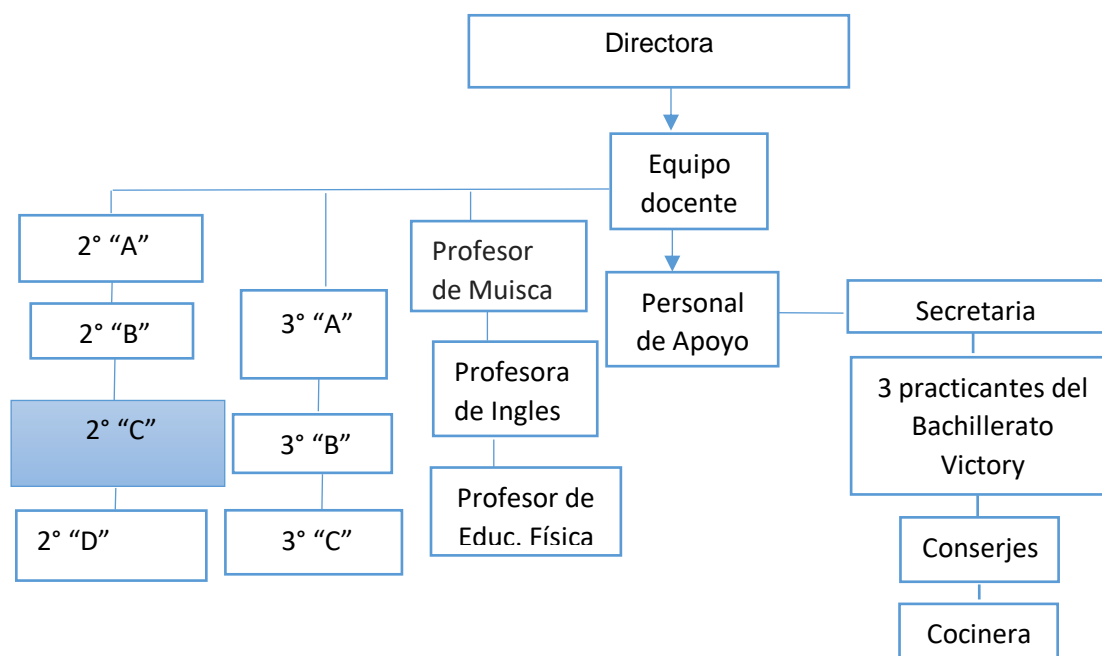 Directora
Equipo
docente
2° “A”
2° “B”
2° “C”
2° “D”
3° “A”
3° “B”
3° “C”
Profesor
de Muisca
Profesora
de Ingles
Profesor de
Educ. Física
Personal
de Apoyo
Secretaria
3 practicantes del
Bachillerato
Victory
Conserjes
Cocinera